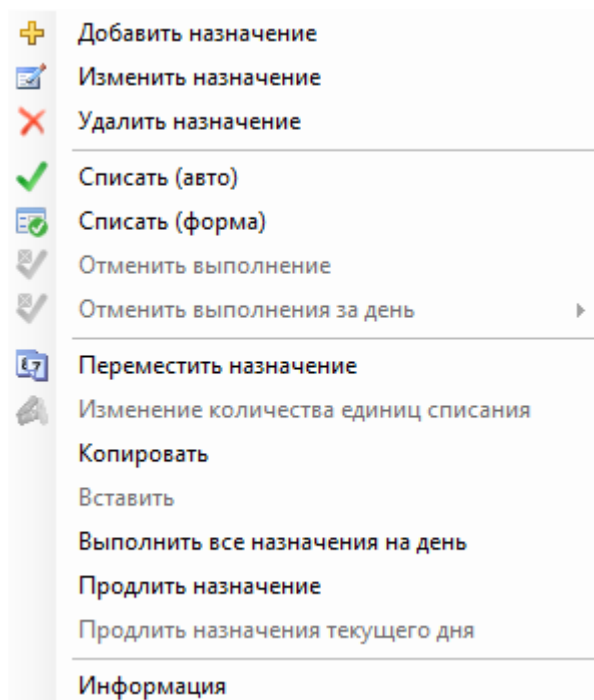 Добавить назначение
Изменить назначение
Удалить назначение
Списать (авто)
Списать (форма)
Отменить выполнение
Отменить выполнения за день
Переместить назначение
Изменение количества единиц списания
Копировать
Вставить
Выполнить все назначения на день
Продлить назначение
Продлить назначения текущего дня
Информация